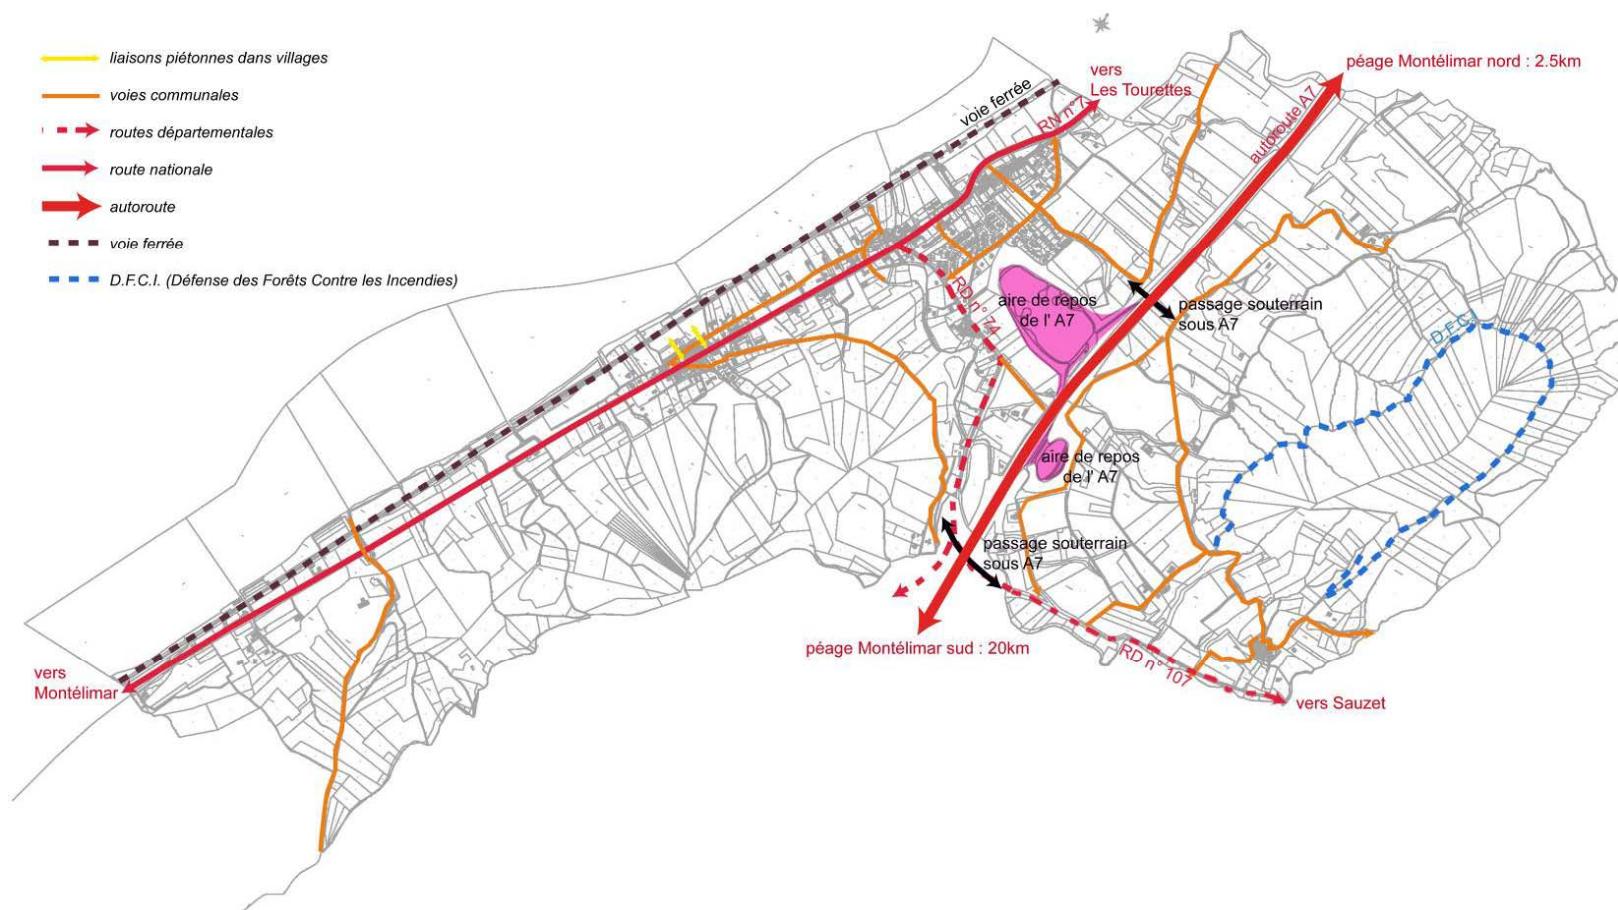 liaisons piétonnes dans villages
voies communales
routes départementales
route nationale
autoroute
voie ferrée
D.F.C.I. (Défense des Forêts Contre les Incendies)
voie ferrée
RN n°7
vers
Les Tourettes
péage Montélimar nord : 2.5km
autoroute A7
RD n° 74
aire de repos
de l' A7
passage souterrain
sous A7
D.F.C.I.
aire de repos
de l' A7
passage souterrain
sous A7
péage Montélimar sud : 20km
RD n° 107
vers Sauzet
vers
Montélimar